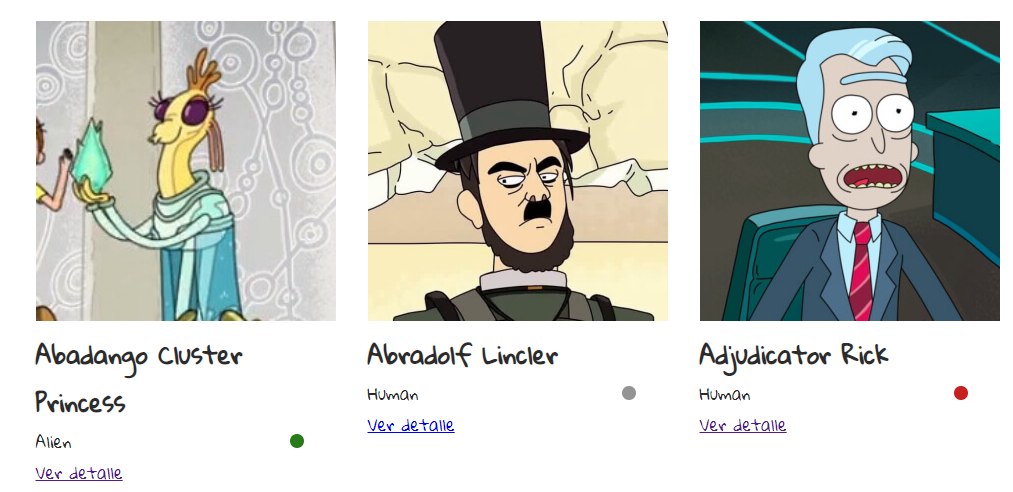 Abadango Cluster
Princess
Alien
Ver detalle
Abradolf Lincler
Human
Ver detalle
Adjudicator Rick
Human
Ver detalle